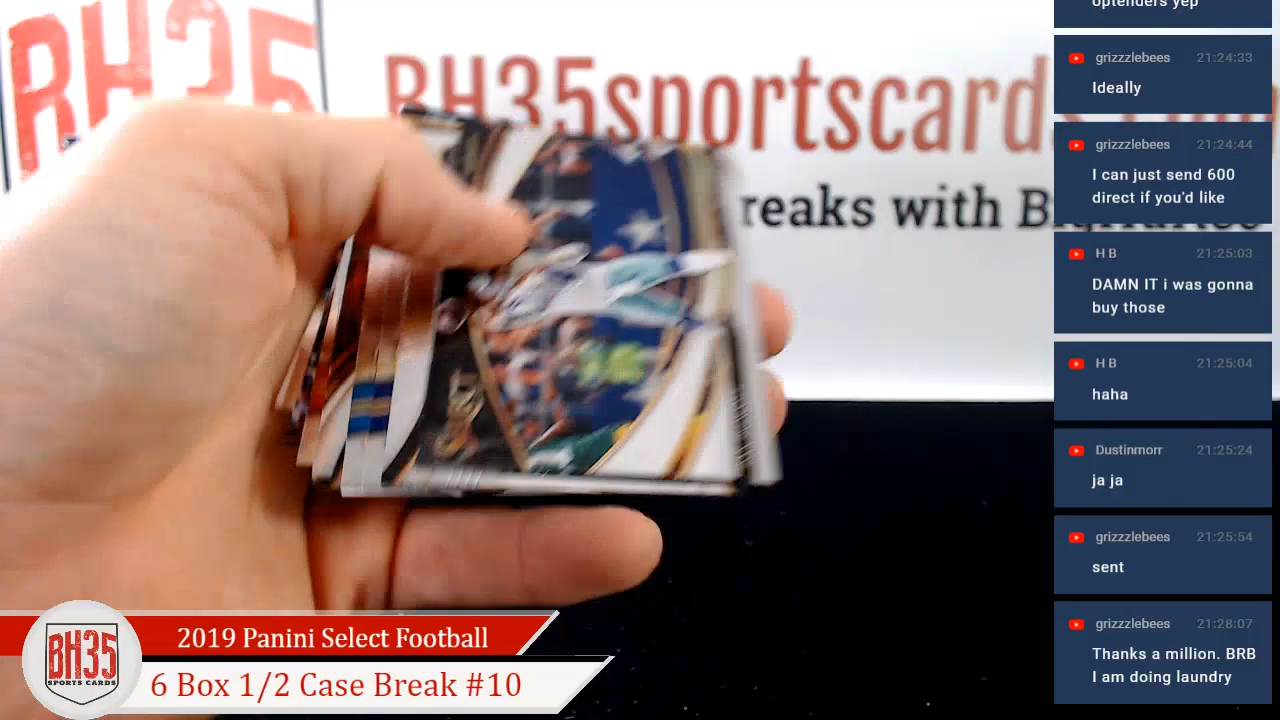 BH35
BH35sportscards
reaks with Bi
optenders yep
grizzzlebees 21:24:33
Ideally
grizzzlebees 21:24:44
I can just send 600
direct if you'd like
H B 21:25:03
DAMN IT i was gonna
buy those
H B 21:25:04
haha
Dustinmorr 21:25:24
ja ja
grizzzlebees 21:25:54
sent
grizzzlebees 21:28:07
Thanks a million. BRB
I am doing laundry
BH35
SPORTS CARDS
2019 Panini Select Football
6 Box 1/2 Case Break #10